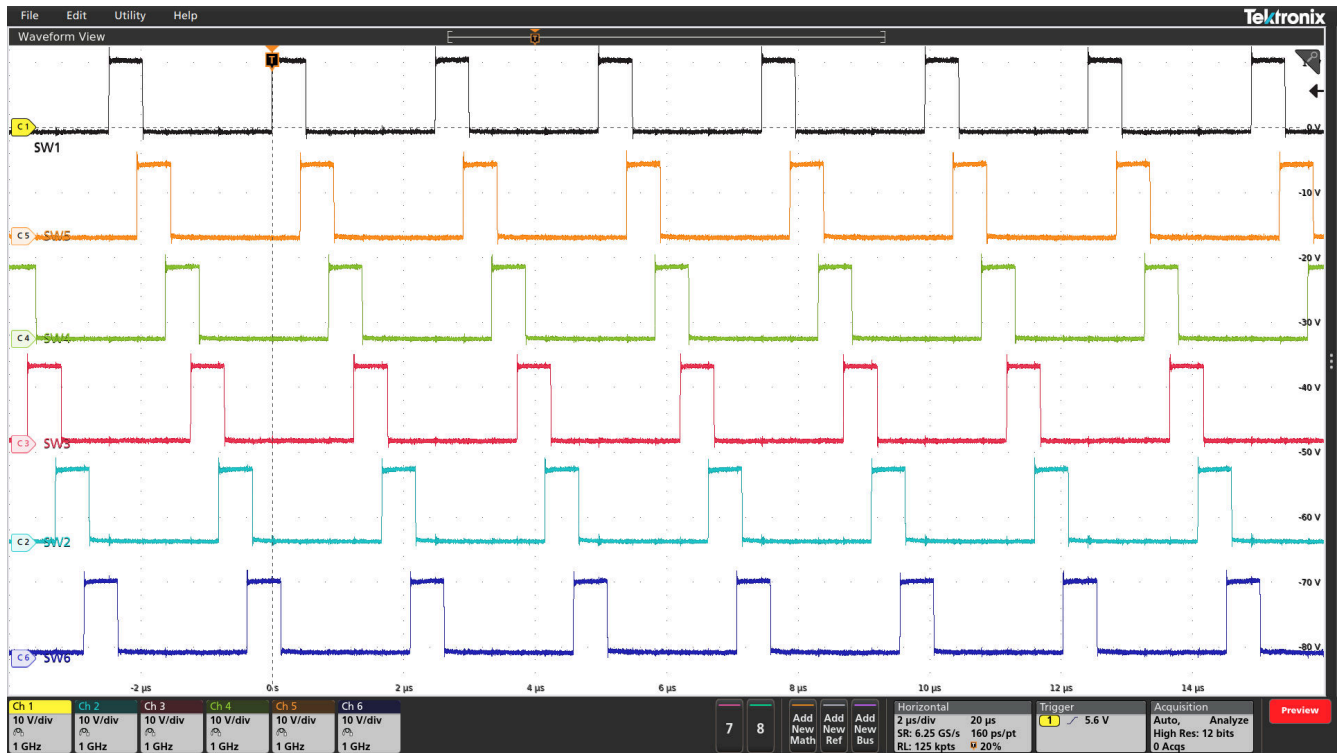 File Edit Utility Help
Tektronix
Waveform View
T
T
C 1
0 V
SW1
-10 V
C 5 SW5
-20 V
-30 V
C 4 SW4
-40 V
C 3 SW3
-50 V
-60 V
C 2 SW2
-70 V
-80 V
C 6 SW6
-2 µs 0 s 2 µs 4 µs 6 µs 8 µs 10 µs 12 µs 14 µs
Ch 1 Ch 2 Ch 3 Ch 4 Ch 5 Ch 6
10 V/div 10 V/div 10 V/div 10 V/div 10 V/div 10 V/div
1 GHz 1 GHz 1 GHz 1 GHz 1 GHz 1 GHz
7 8
Add New Math
Add New Ref
Add New Bus
Horizontal
2 µs/div 20 µs
SR: 6.25 GS/s 160 ps/pt
RL: 125 kpts 20%
Trigger
1 5.6 V
Acquisition
Auto, Analyze
High Res: 12 bits
0 Acqs
Preview